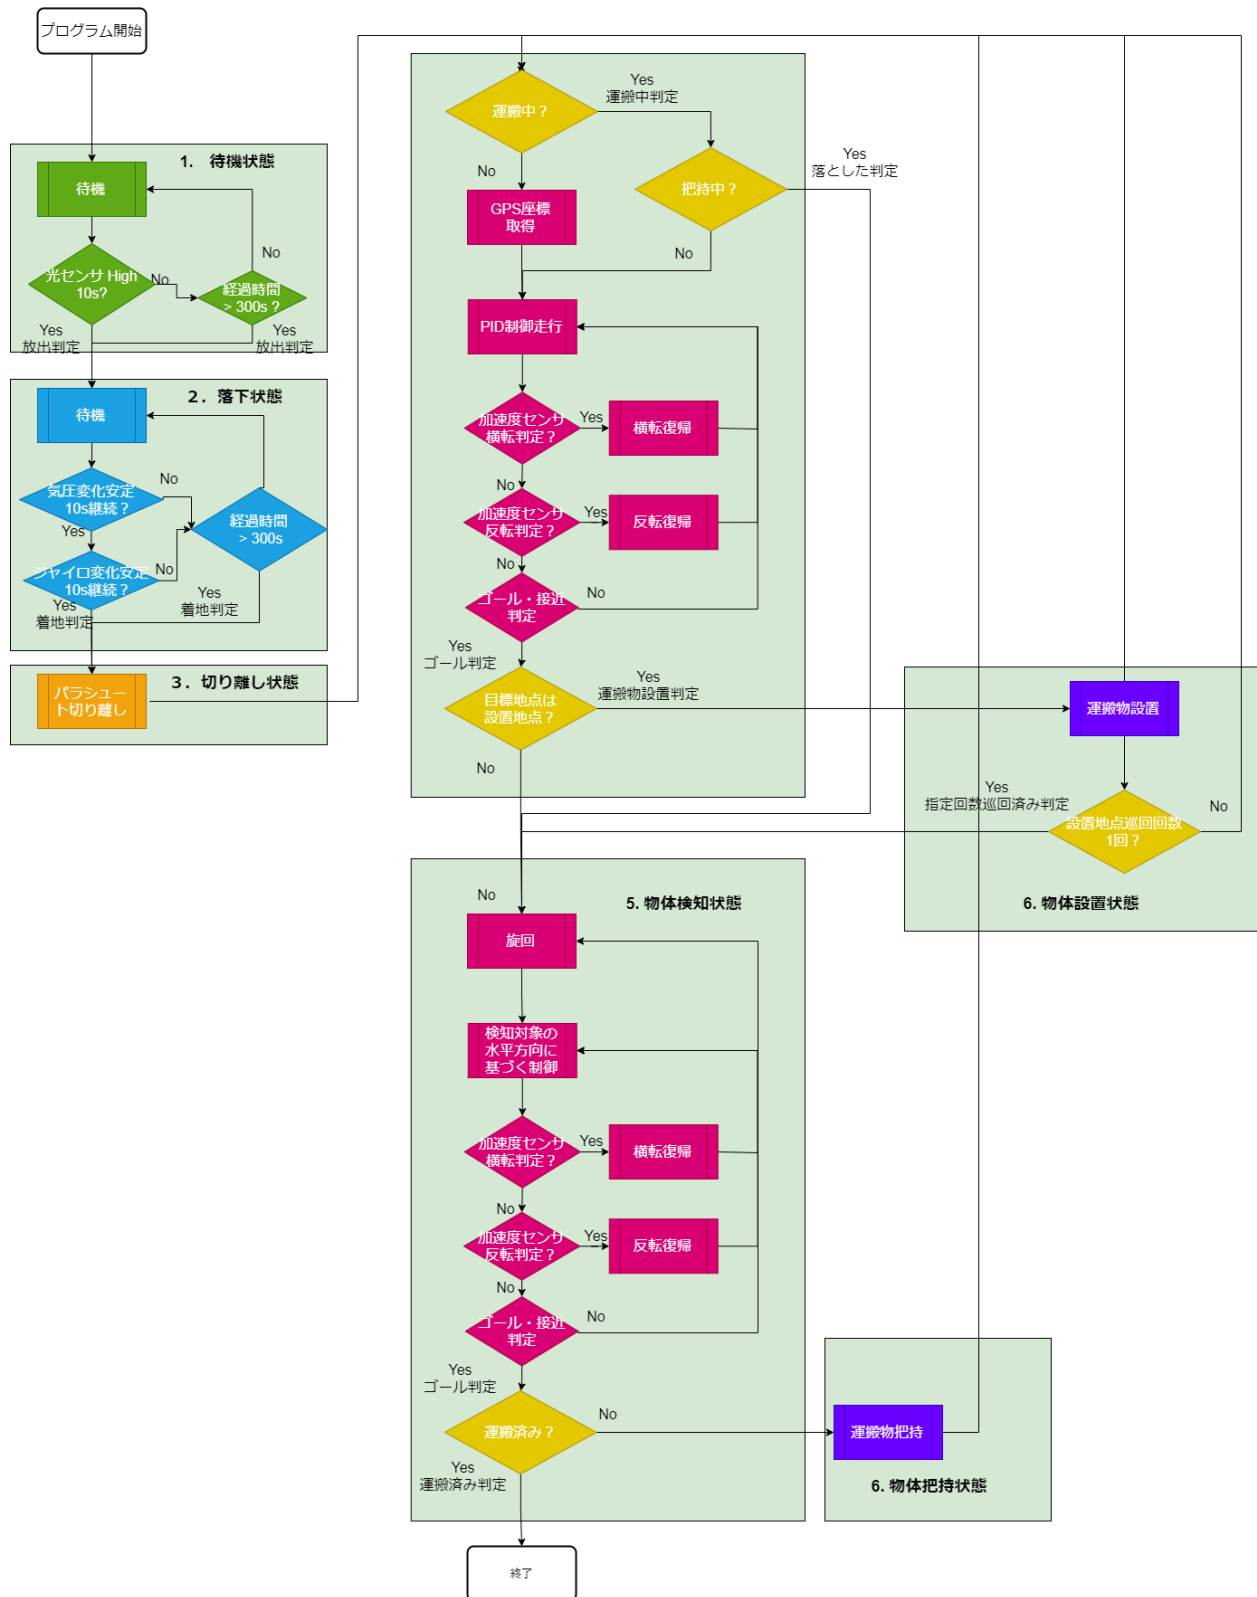 プログラム開始
1. 待機状態
待機
光センサ High
10s?
No
経過時間
> 300s ?
No
Yes
放出判定
Yes
放出判定
2. 落下状態
待機
気圧変化安定
10s継続？
No
Yes
経過時間
> 300s
ジャイロ変化安定
10s継続？
No
Yes
着地判定
Yes
着地判定
3. 切り離し状態
パラシュー
ト切り離し
運搬中？
Yes
運搬中判定
No
把持中？
Yes
落とした判定
No
GPS座標
取得
PID制御走行
加速度センサ
横転判定？
Yes
横転復帰
No
加速度センサ
反転判定？
Yes
反転復帰
No
ゴール・接近
判定
No
Yes
ゴール判定
目標地点は
設置地点？
Yes
運搬物設置判定
No
運搬物設置
Yes
指定回数巡回済み判定
設置地点巡回回数
1回？
No
6. 物体設置状態
5. 物体検知状態
No
旋回
検知対象の
水平方向に
基づく制御
加速度センサ
横転判定？
Yes
横転復帰
No
加速度センサ
反転判定？
Yes
反転復帰
No
ゴール・接近
判定
No
Yes
ゴール判定
運搬済み？
No
運搬物把持
6. 物体把持状態
Yes
運搬済み判定
終了